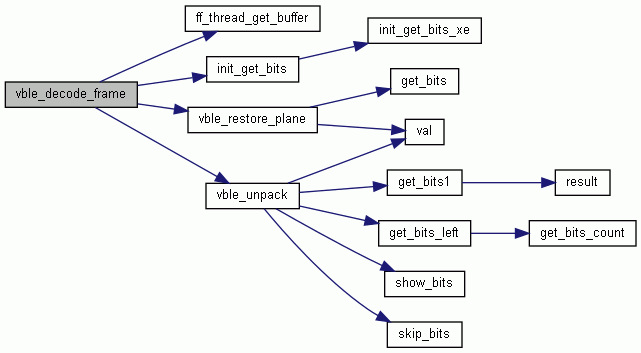 ff_thread_get_buffer
init_get_bits_xe
init_get_bits
get_bits
vble_decode_frame
vble_restore_plane
val
get_bits1
result
vble_unpack
get_bits_left
get_bits_count
show_bits
skip_bits